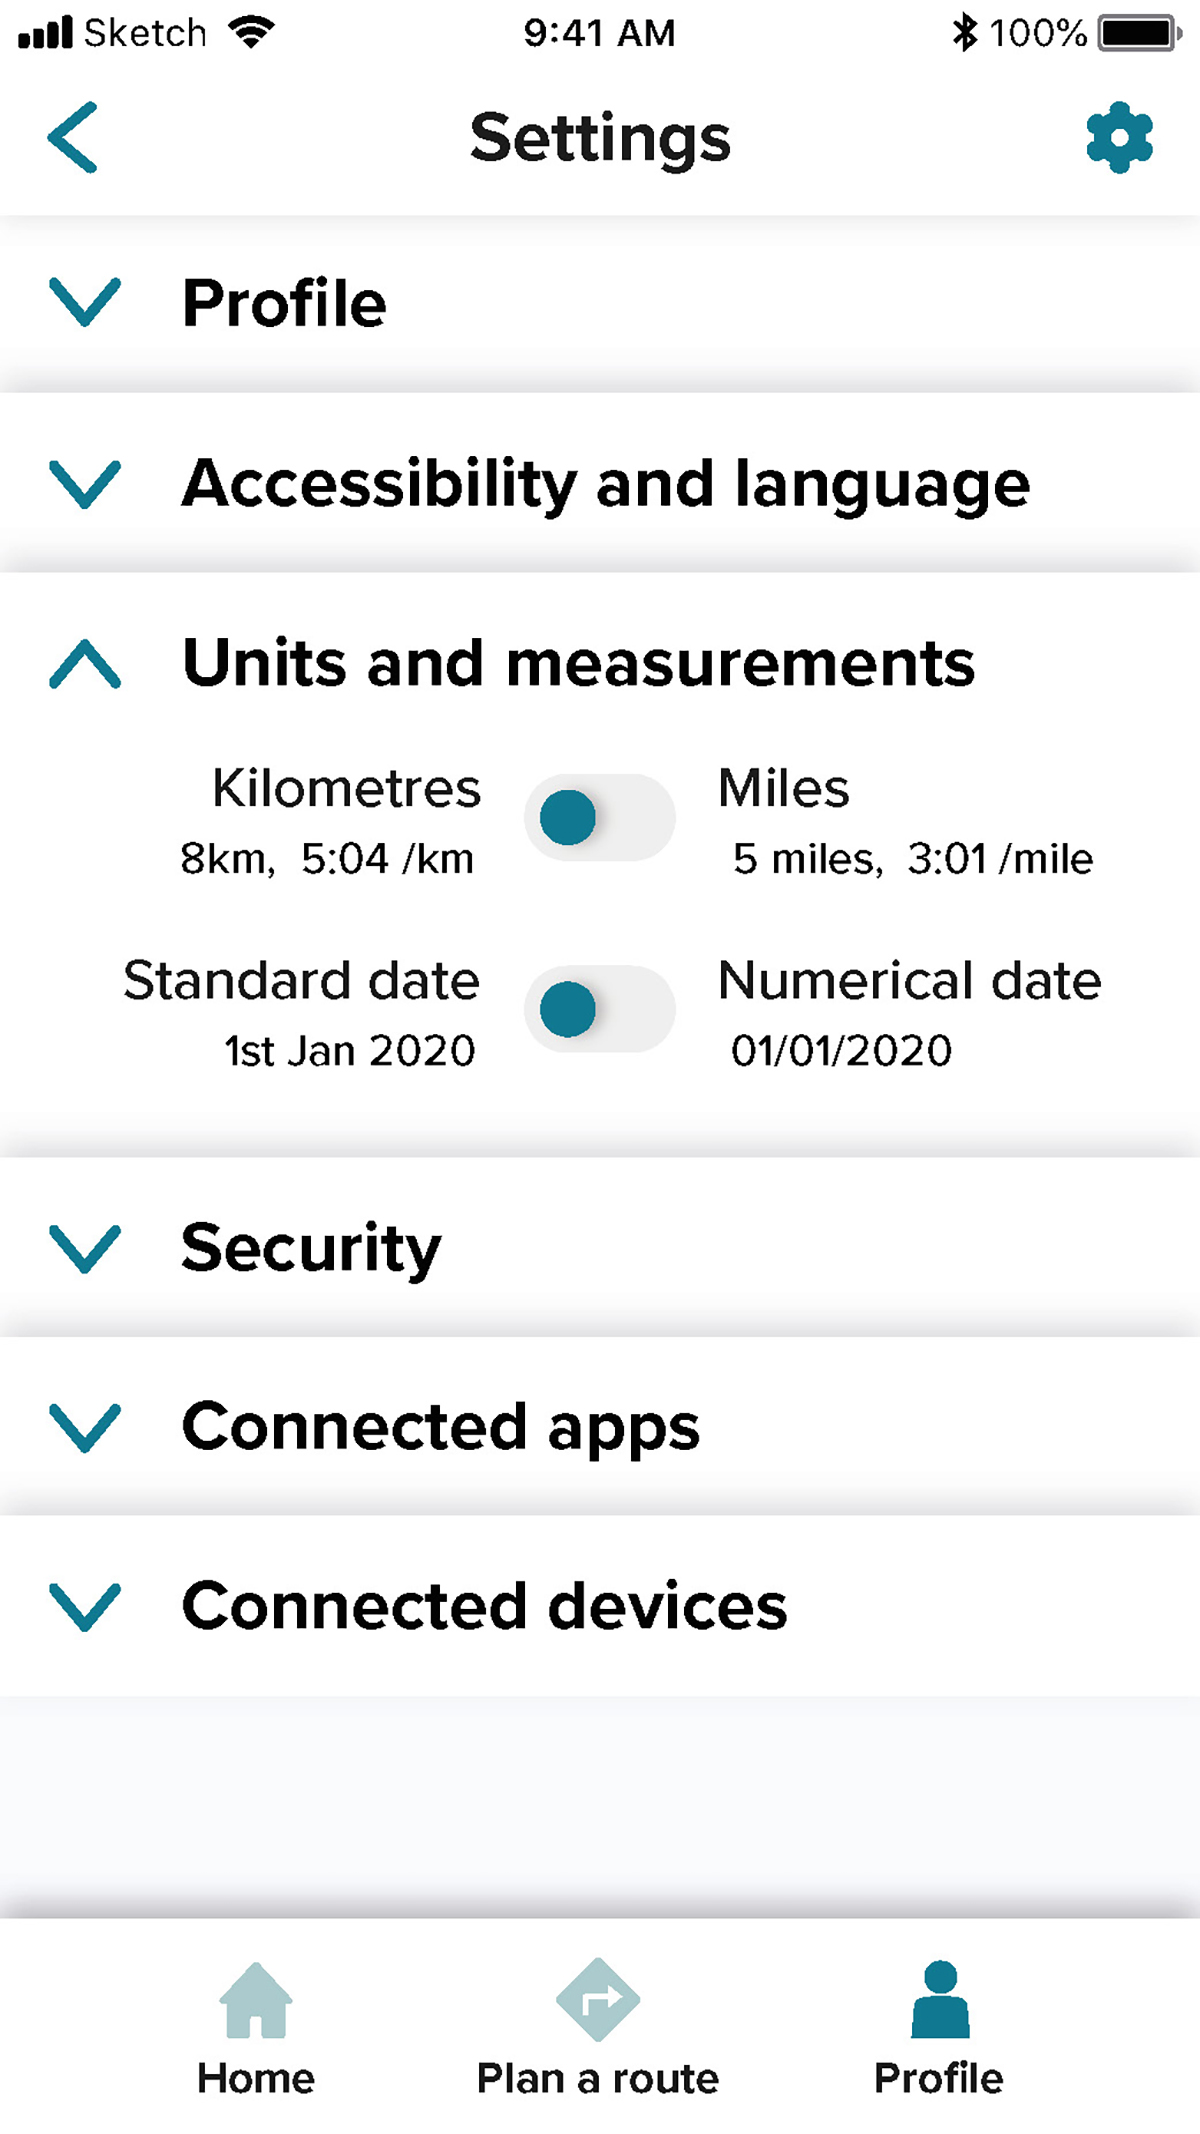 Sketch 9:41 AM 100%
Settings
Profile
Accessibility and language
Units and measurements
Kilometres Miles
8km, 5:04 /km 5 miles, 3:01 /mile
Standard date Numerical date
1st Jan 2020 01/01/2020
Security
Connected apps
Connected devices
Home Plan a route Profile